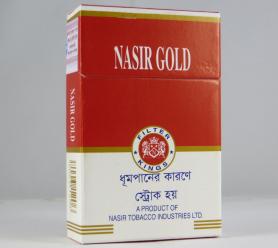 NASIR GOLD
FILTER
KINGS
ধূমপানের কারণে
স্ট্রোক হয়
A PRODUCT OF
NASIR TOBACCO INDUSTRIES LTD.
NASIR GOLD